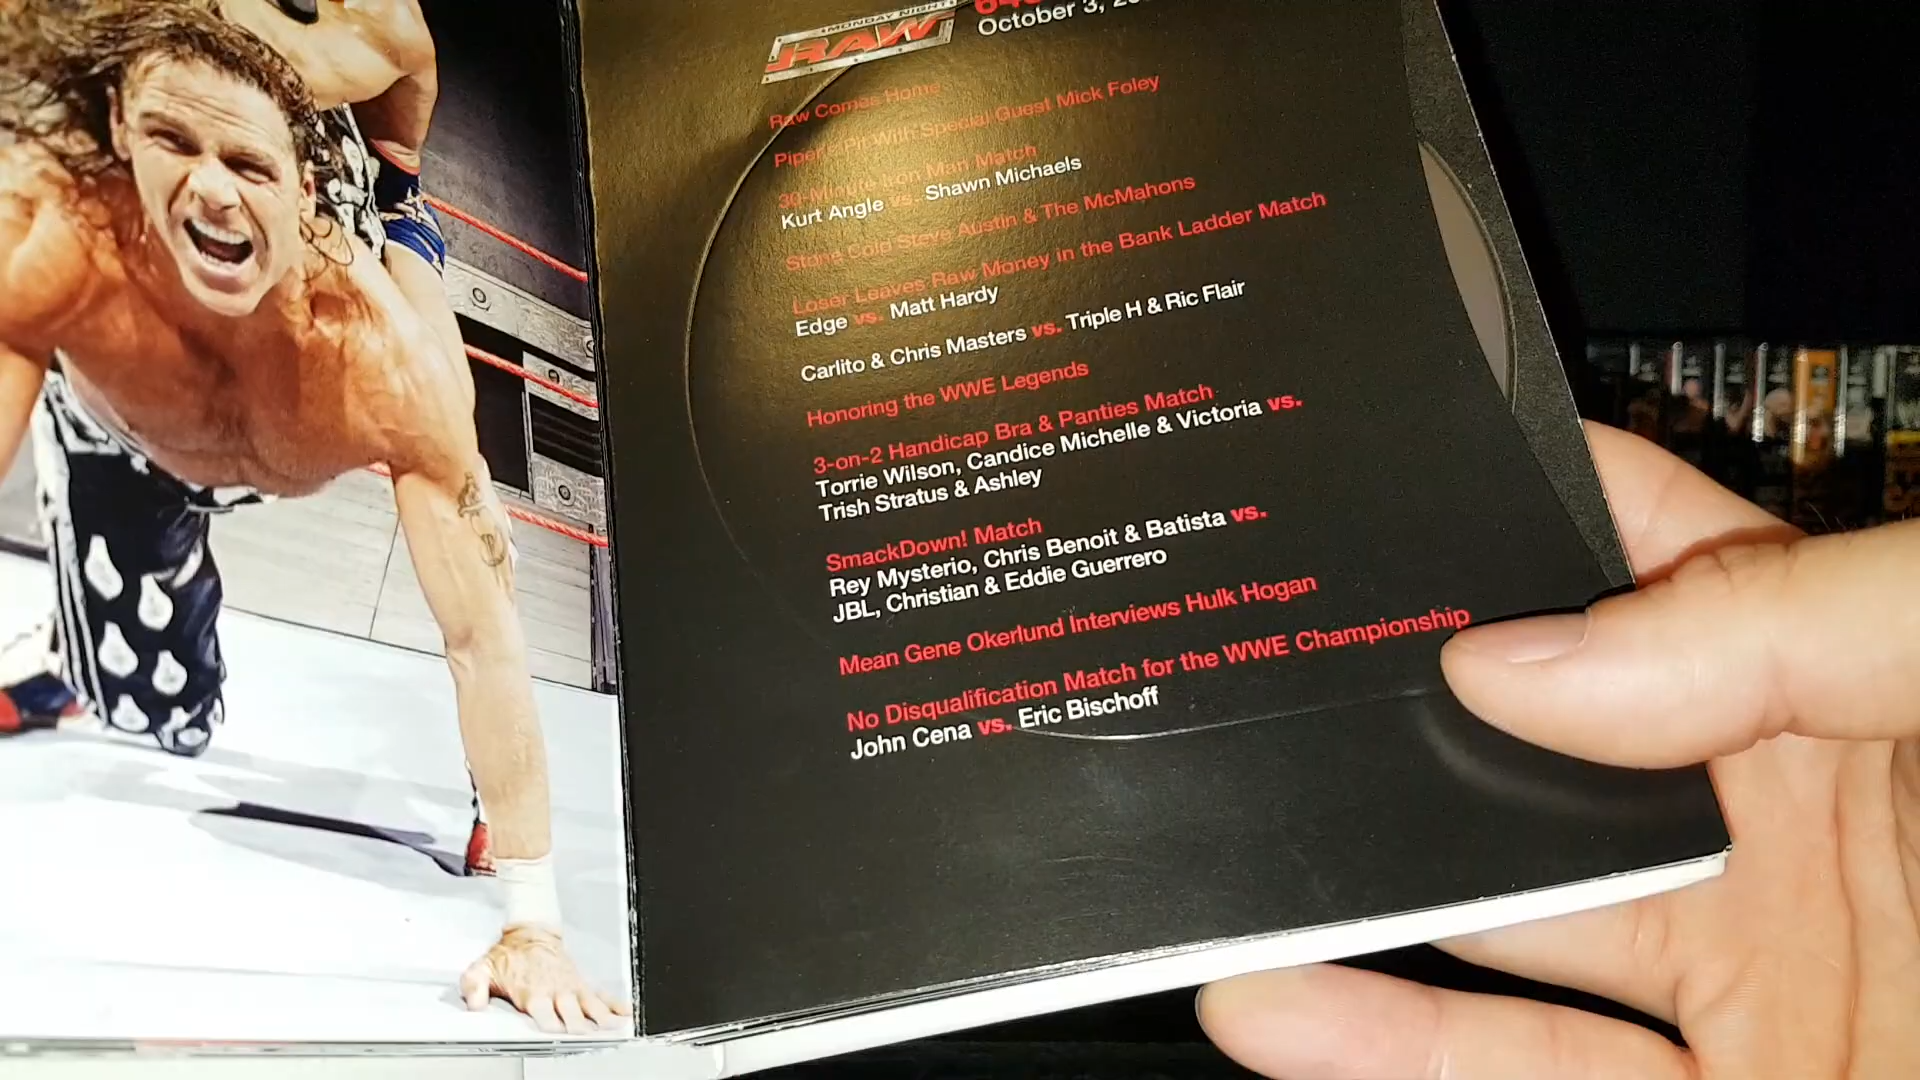 MONDAY NIGHT
RAW
October 3,
Raw Comes Home
Piper's Pit With Special Guest Mick Foley
30-Minute Iron Man Match
Kurt Angle vs. Shawn Michaels
Stone Cold Steve Austin & The McMahons
Loser Leaves Raw Money in the Bank Ladder Match
Edge vs. Matt Hardy
Carlito & Chris Masters vs. Triple H & Ric Flair
Honoring the WWE Legends
3-on-2 Handicap Bra & Panties Match
Torrie Wilson, Candice Michelle & Victoria vs.
Trish Stratus & Ashley
SmackDown! Match
Rey Mysterio, Chris Benoit & Batista vs.
JBL, Christian & Eddie Guerrero
Mean Gene Okerlund Interviews Hulk Hogan
No Disqualification Match for the WWE Championship
John Cena vs. Eric Bischoff